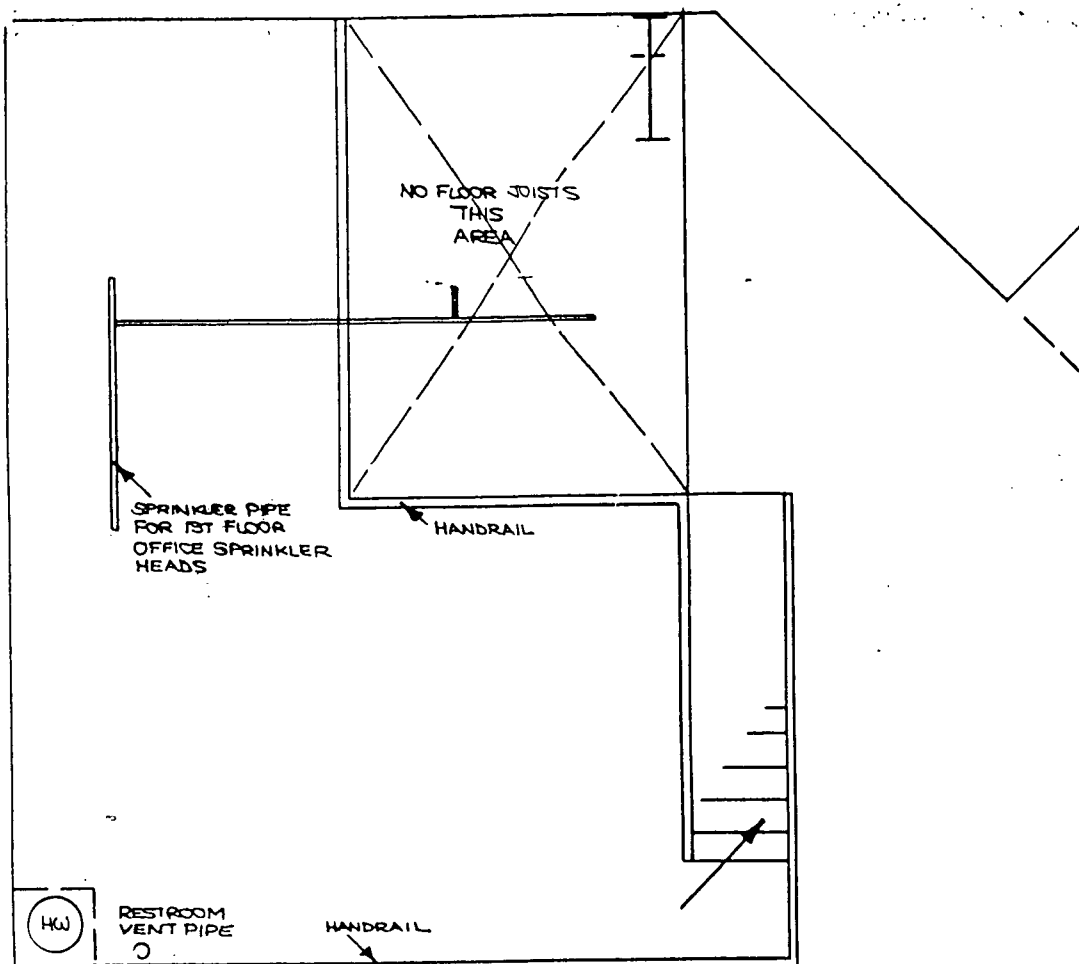 NO FLOOR JOISTS
THIS
AREA
SPRINKLER PIPE
FOR 1ST FLOOR
OFFICE SPRINKLER
HEADS
HANDRAIL
HW
RESTROOM
VENT PIPE
HANDRAIL